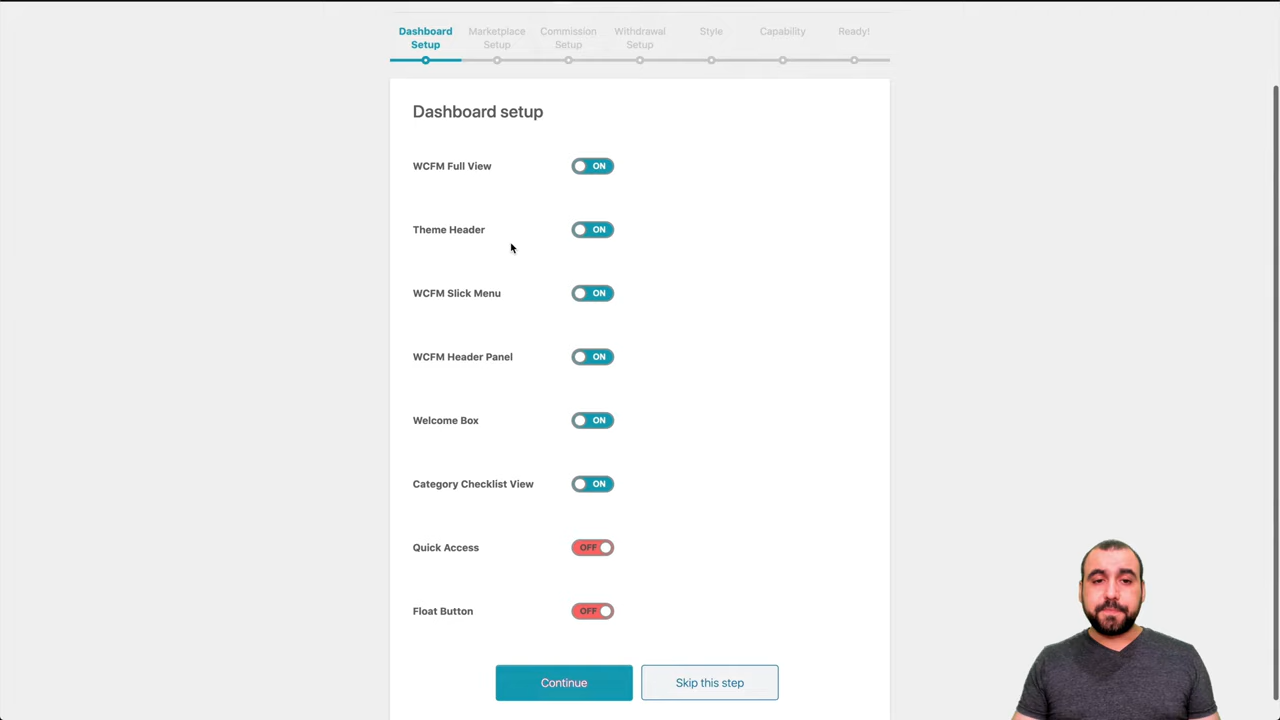 Dashboard Setup
Marketplace Setup
Commission Setup
Withdrawal Setup
Style
Capability
Ready!
Dashboard setup
WCFM Full View ON
Theme Header ON
WCFM Slick Menu ON
WCFM Header Panel ON
Welcome Box ON
Category Checklist View ON
Quick Access OFF
Float Button OFF
Continue Skip this step